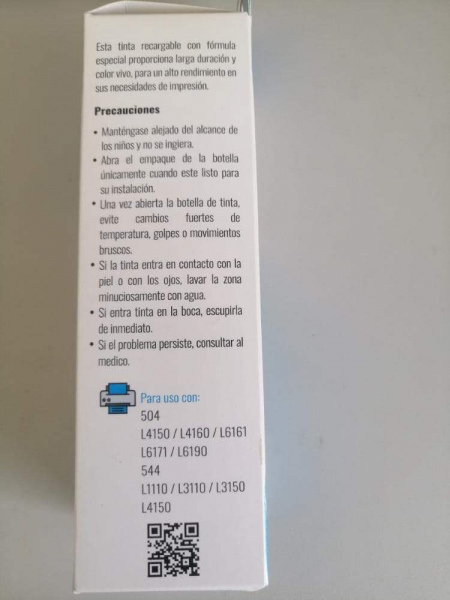 Esta tinta recargable con fórmula
especial proporciona larga duración y
color vivo, para un alto rendimiento en
sus necesidades de impresión.
Precauciones
• Manténgase alejado del alcance de
los niños y no se ingiera.
• Abra el empaque de la botella
únicamente cuando este listo para
su instalación.
• Una vez abierta la botella de tinta,
evite cambios fuertes de
temperatura, golpes o movimientos
bruscos.
• Si la tinta entra en contacto con la
piel o con los ojos, lavar la zona
minuciosamente con agua.
• Si entra tinta en la boca, escupirla
de inmediato.
• Si el problema persiste, consultar al
medico.
Para uso con:
504
L4150 / L4160 / L6161
L6171 / L6190
544
L1110 / L3110 / L3150
L4150